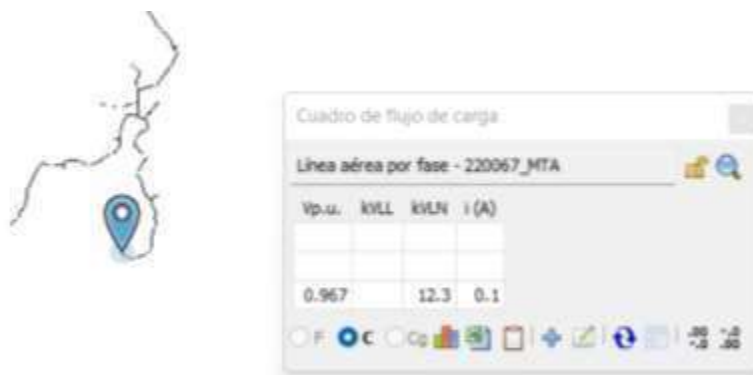 Cuadro de flujo de carga
Línea aérea por fase - 220067_MTA
Vp.u. kVLL kVLN i (A)
0.967 12.3 0.1
F C Cg